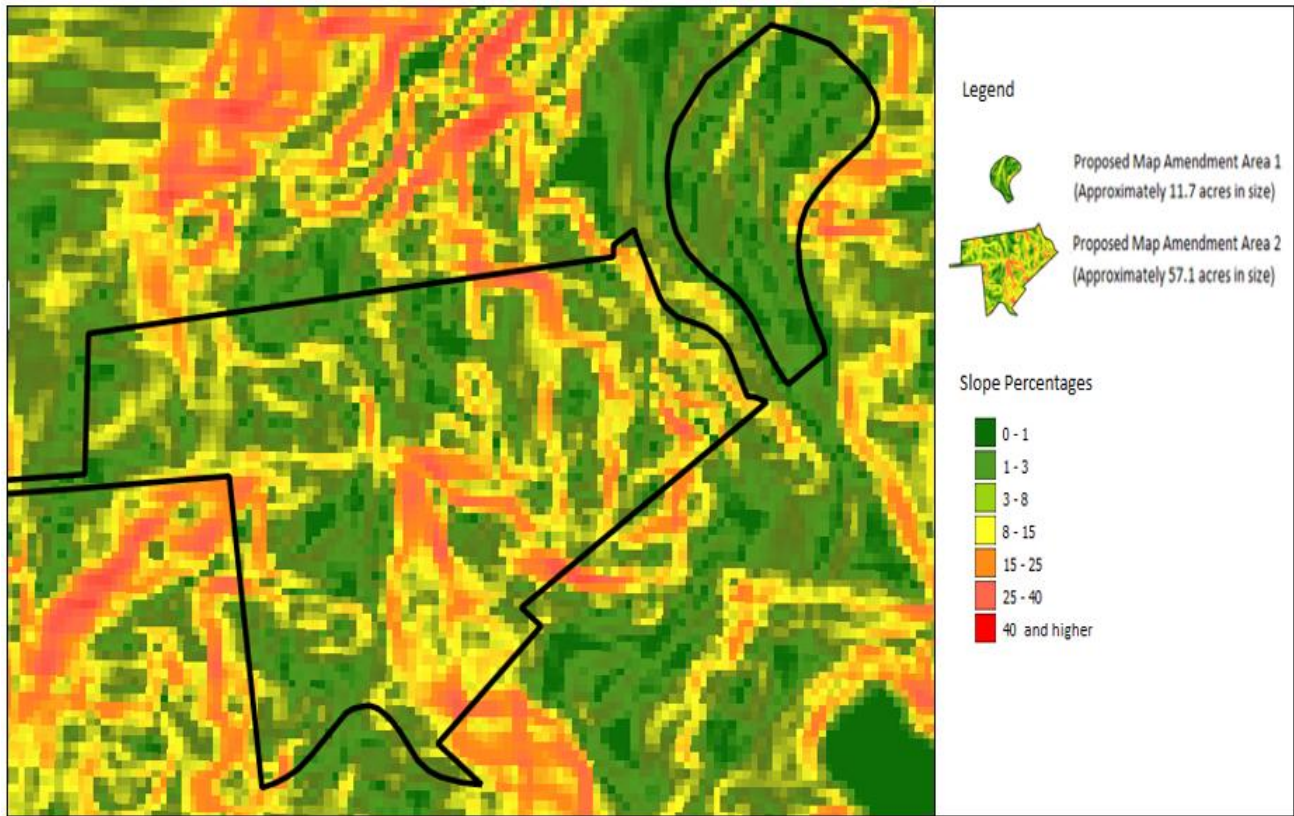 Legend
Proposed Map Amendment Area 1
(Approximately 11.7 acres in size)
Proposed Map Amendment Area 2
(Approximately 57.1 acres in size)
Slope Percentages
0 - 1
1 - 3
3 - 8
8 - 15
15 - 25
25 - 40
40 and higher